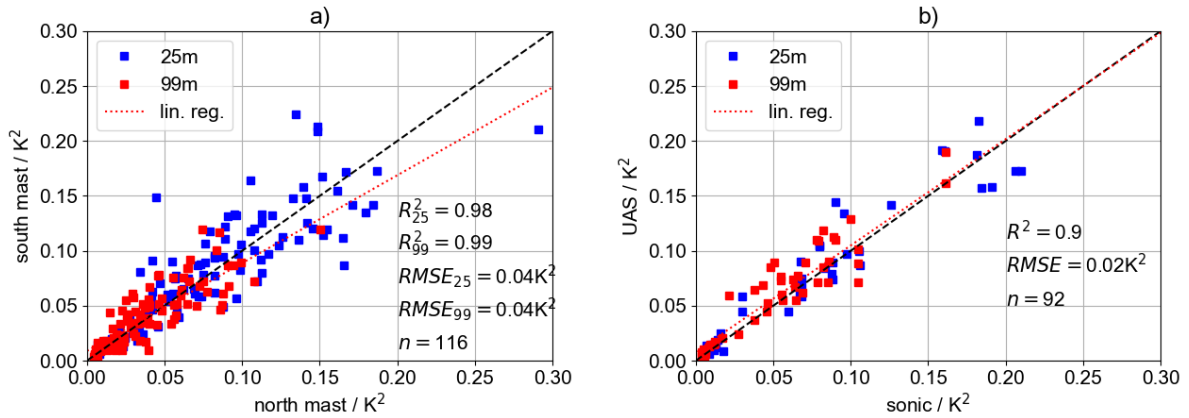 a)
0.30
0.25
0.20
0.15
0.10
0.05
0.00
south mast / K²
25m
99m
lin. reg.
R²₂₅ = 0.98
R²₉₉ = 0.99
RMSE₂₅ = 0.04K²
RMSE₉₉ = 0.04K²
n = 116
0.00 0.05 0.10 0.15 0.20 0.25 0.30
north mast / K²
b)
0.30
0.25
0.20
0.15
0.10
0.05
0.00
UAS / K²
25m
99m
lin. reg.
R² = 0.9
RMSE = 0.02K²
n = 92
0.00 0.05 0.10 0.15 0.20 0.25 0.30
sonic / K²